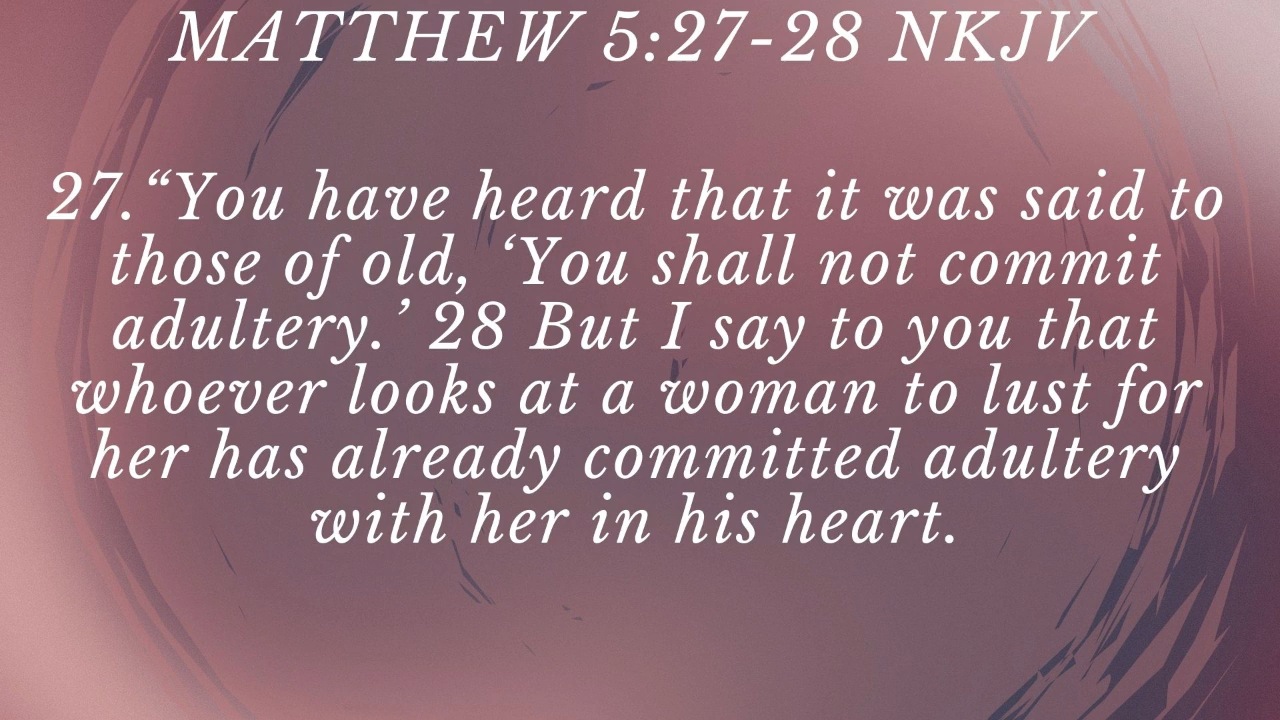 MATTHEW 5:27-28 NKJV
27.“You have heard that it was said to
those of old, ‘You shall not commit
adultery.’ 28 But I say to you that
whoever looks at a woman to lust for
her has already committed adultery
with her in his heart.